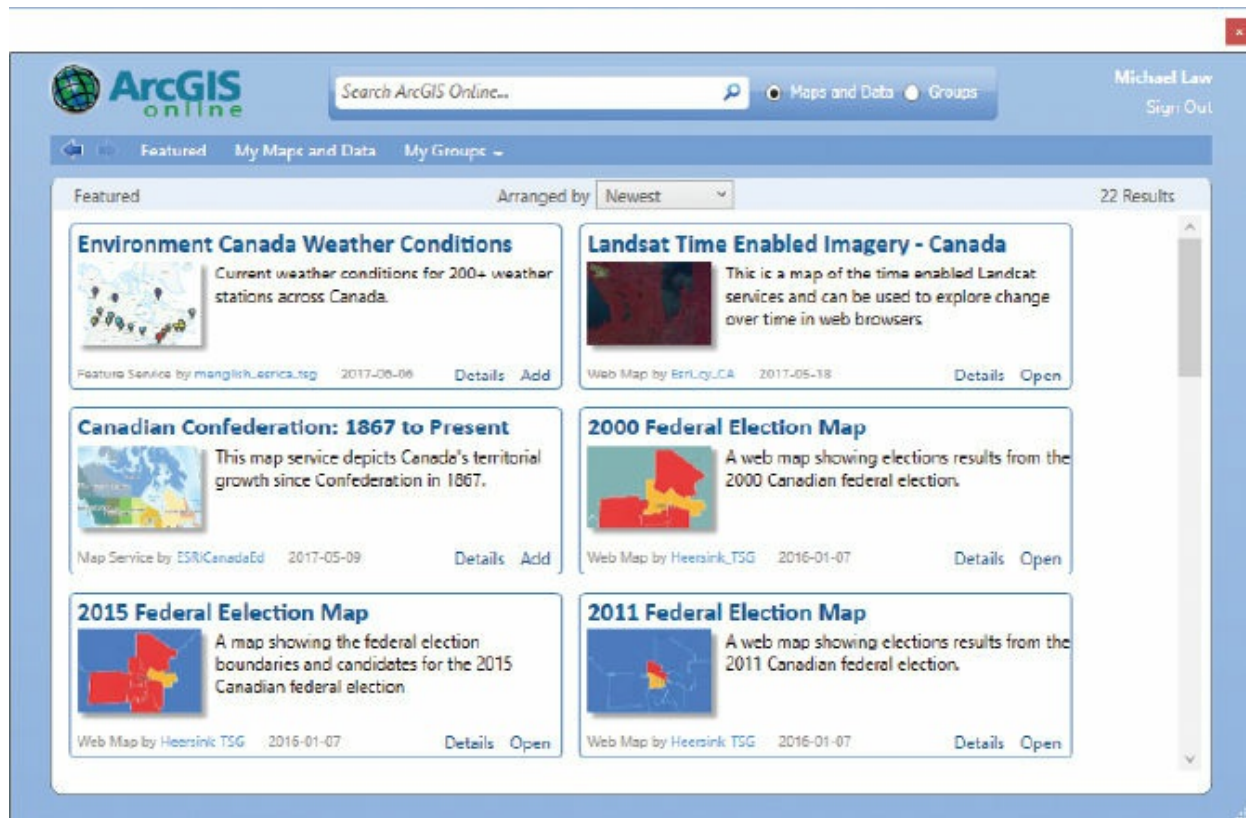 ArcGIS
online
Search ArcGIS Online...
Maps and Data
Groups
Michael Law
Sign Out
Featured
My Maps and Data
My Groups
Featured
Arranged by
Newest
22 Results
Environment Canada Weather Conditions
Current weather conditions for 200+ weather
stations across Canada.
Feature Service by manglish_esrica_tsg 2017-06-06 Details Add
Landsat Time Enabled Imagery - Canada
This is a map of the time enabled Landsat
services and can be used to explore change
over time in web browsers
Web Map by 2017-05-18 Details Open
Canadian Confederation: 1867 to Present
This map service depicts Canada's territorial
growth since Confederation in 1867.
Map Service by ESRICanadaEd 2017-05-09 Details Add
2000 Federal Election Map
A web map showing elections results from the
2000 Canadian federal election.
Web Map by Heersink_TSG 2016-01-07 Details Open
2015 Federal Eelection Map
A map showing the federal election
boundaries and candidates for the 2015
Canadian federal election
Web Map by Heersink_TSG 2016-01-07 Details Open
2011 Federal Election Map
A web map showing elections results from the
2011 Canadian federal election.
Web Map by Heersink_TSG 2016-01-07 Details Open